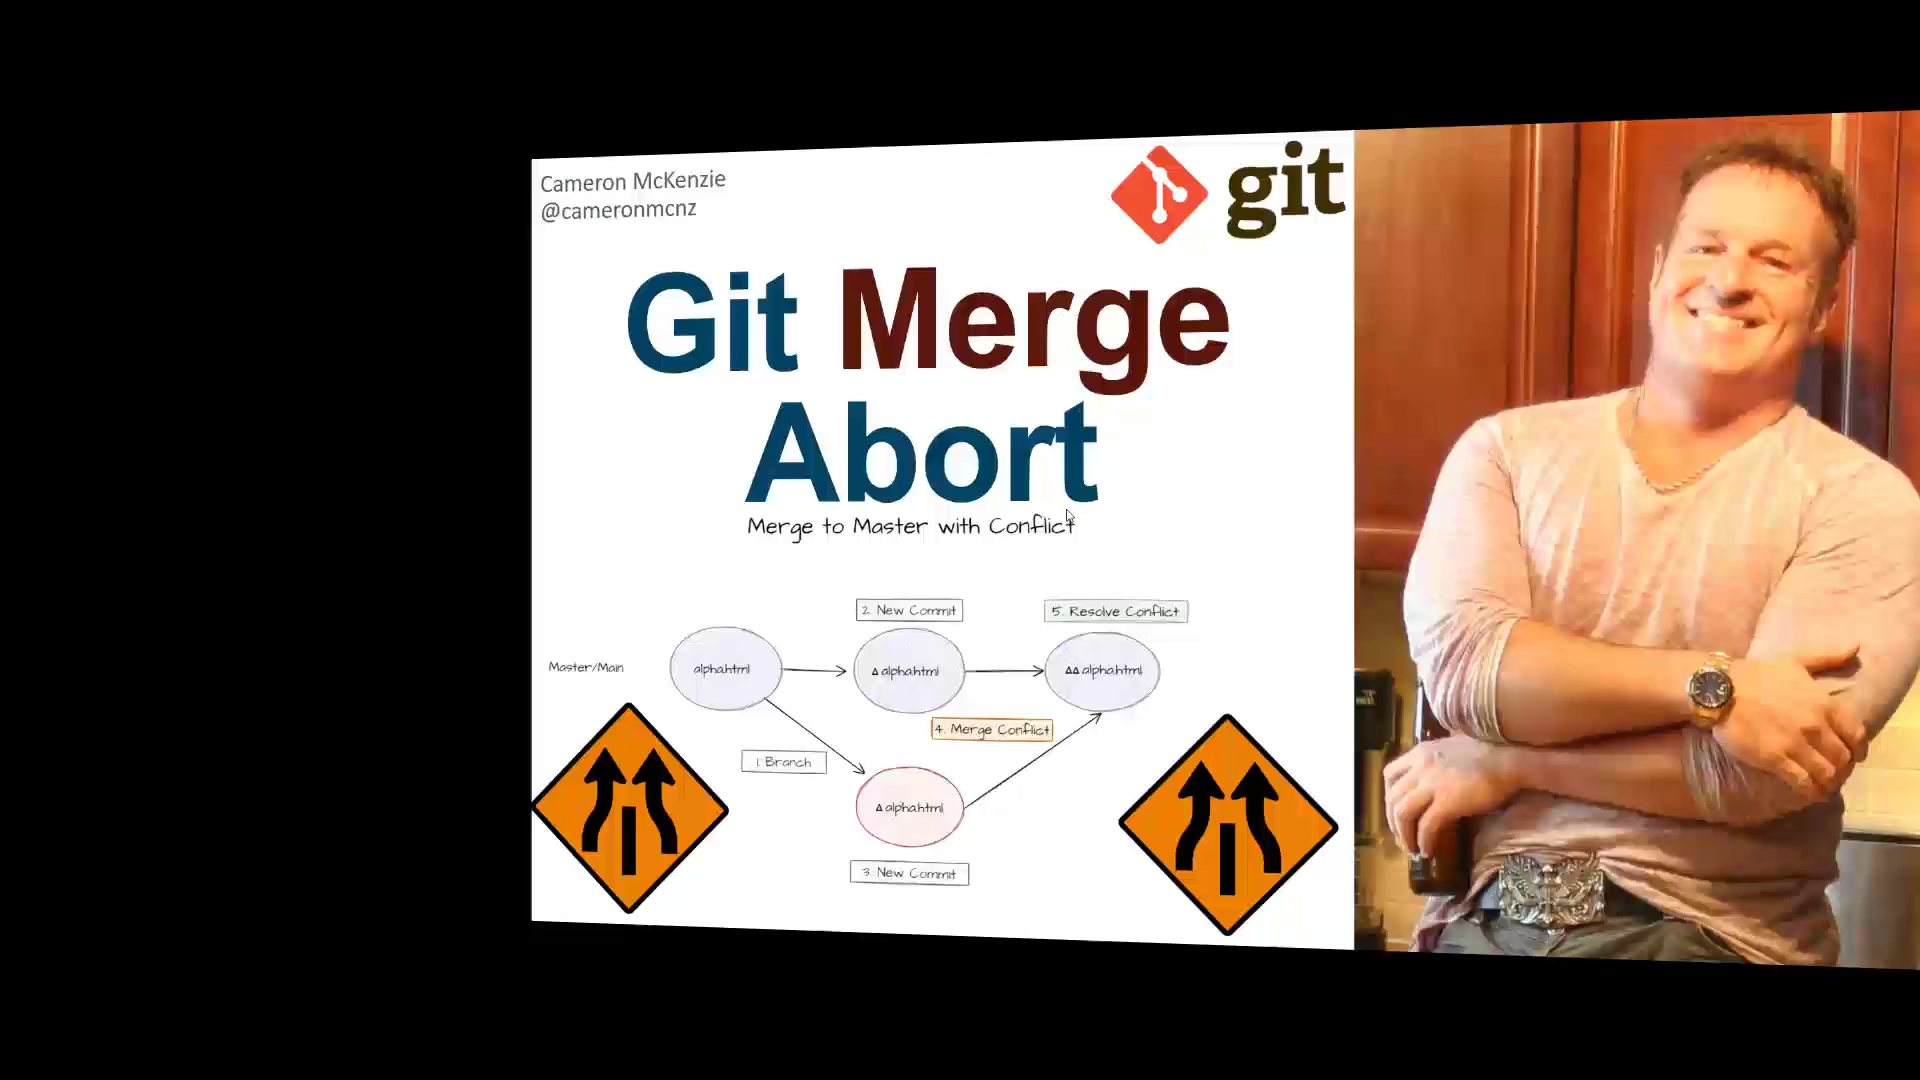 Cameron McKenzie
@cameronmcnz
git
Git Merge
Abort
Merge to Master with Conflict
2. New Commit
5. Resolve Conflict
Master/Main
alpha.html
Δ alpha.html
ΔΔ alpha.html
4. Merge Conflict
1. Branch
Δ alpha.html
3. New Commit